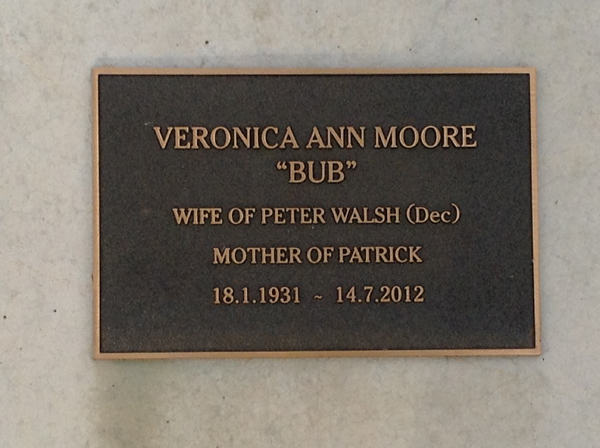 VERONICA ANN MOORE
“BUB”
WIFE OF PETER WALSH (Dec)
MOTHER OF PATRICK
18.1.1931 ~ 14.7.2012